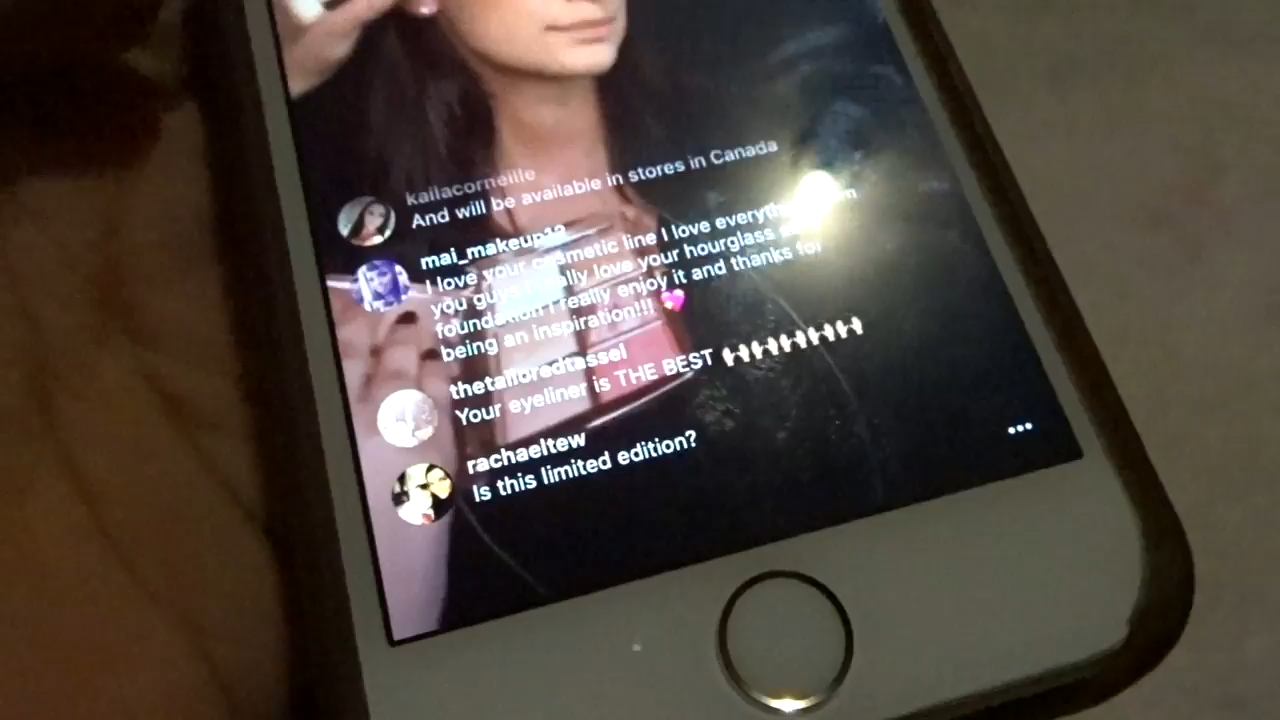 kailacorneille
And will be available in stores in Canada
mai_makeup12
I love your cosmetic line I love
you guys I really love your hourglass
foundation I really enjoy it and thanks for
being an inspiration!!! 💖
thetailoredtassel
Your eyeliner is THE BEST 🙌🙌🙌🙌🙌
rachaeltew
Is this limited edition?